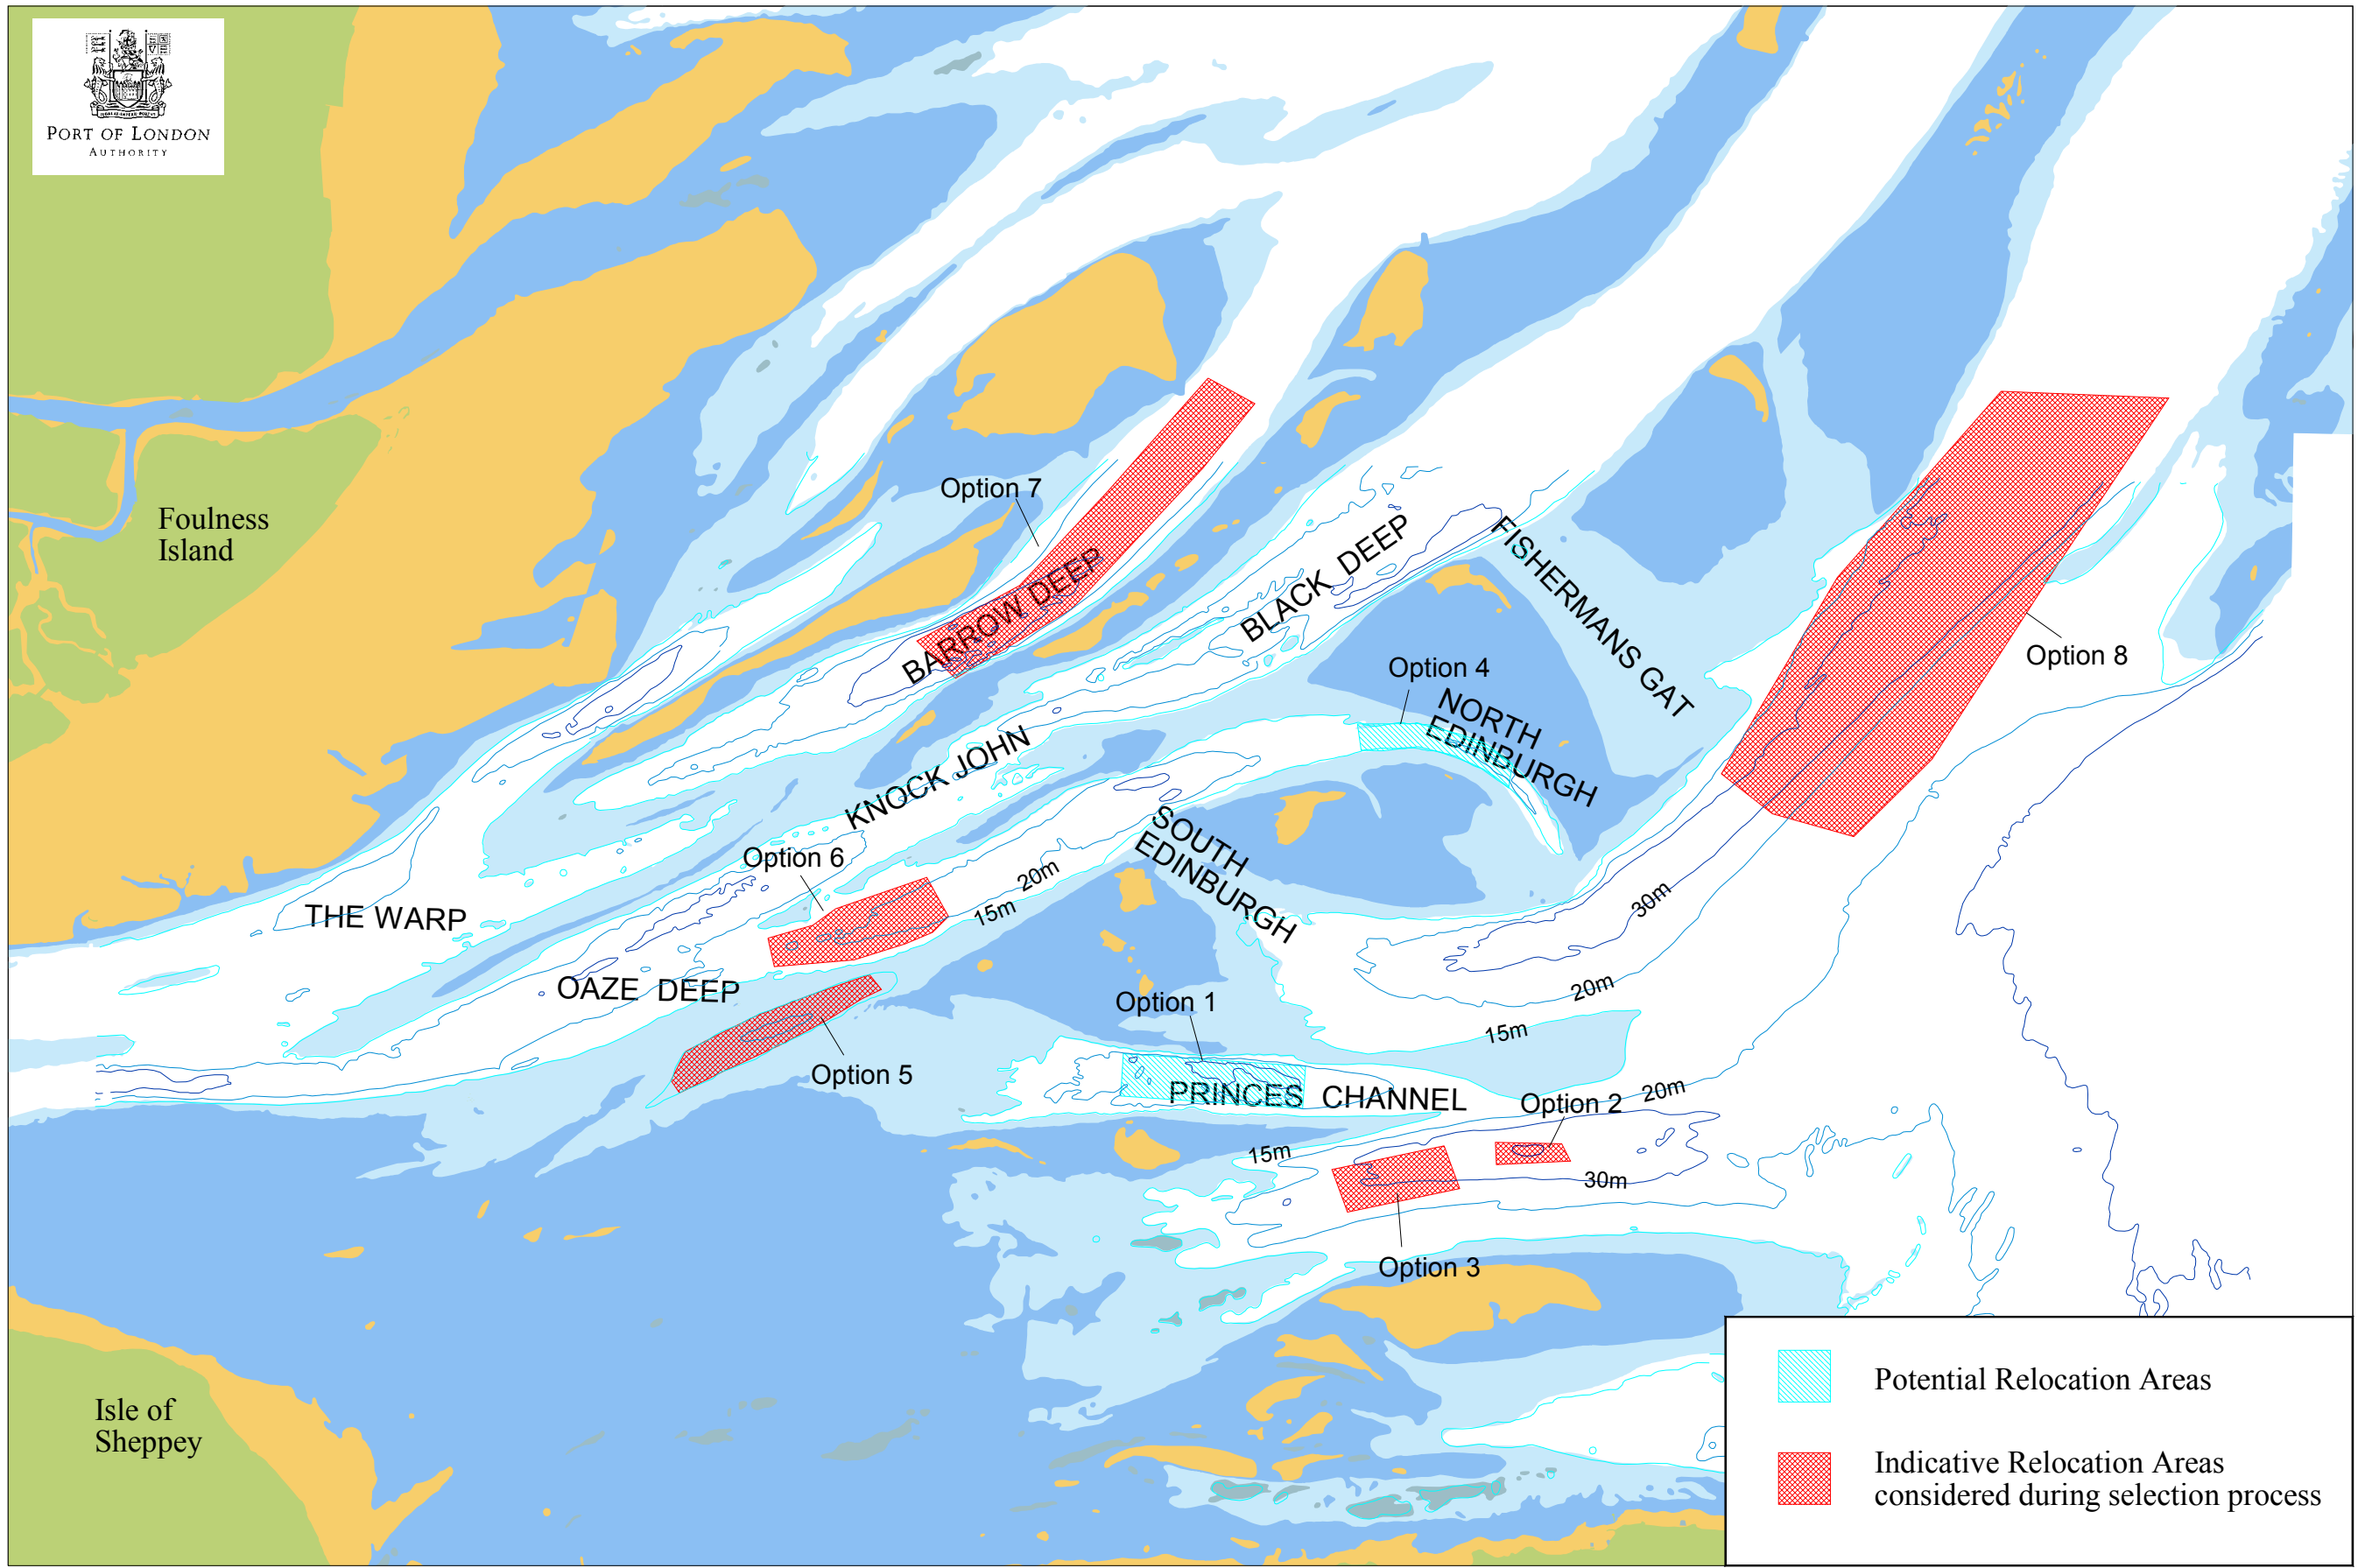 PORT OF LONDON
AUTHORITY
Foulness
Island
Option 7
BARROW DEEP
BLACK DEEP
FISHERMANS GAT
Option 8
Option 4
NORTH
EDINBURGH
KNOCK JOHN
SOUTH
EDINBURGH
Option 6
20m
15m
30m
THE WARP
OAZE DEEP
20m
Option 1
15m
Option 5
PRINCES CHANNEL
Option 2
20m
15m
30m
Option 3
Isle of
Sheppey
Potential Relocation Areas
Indicative Relocation Areas
considered during selection process